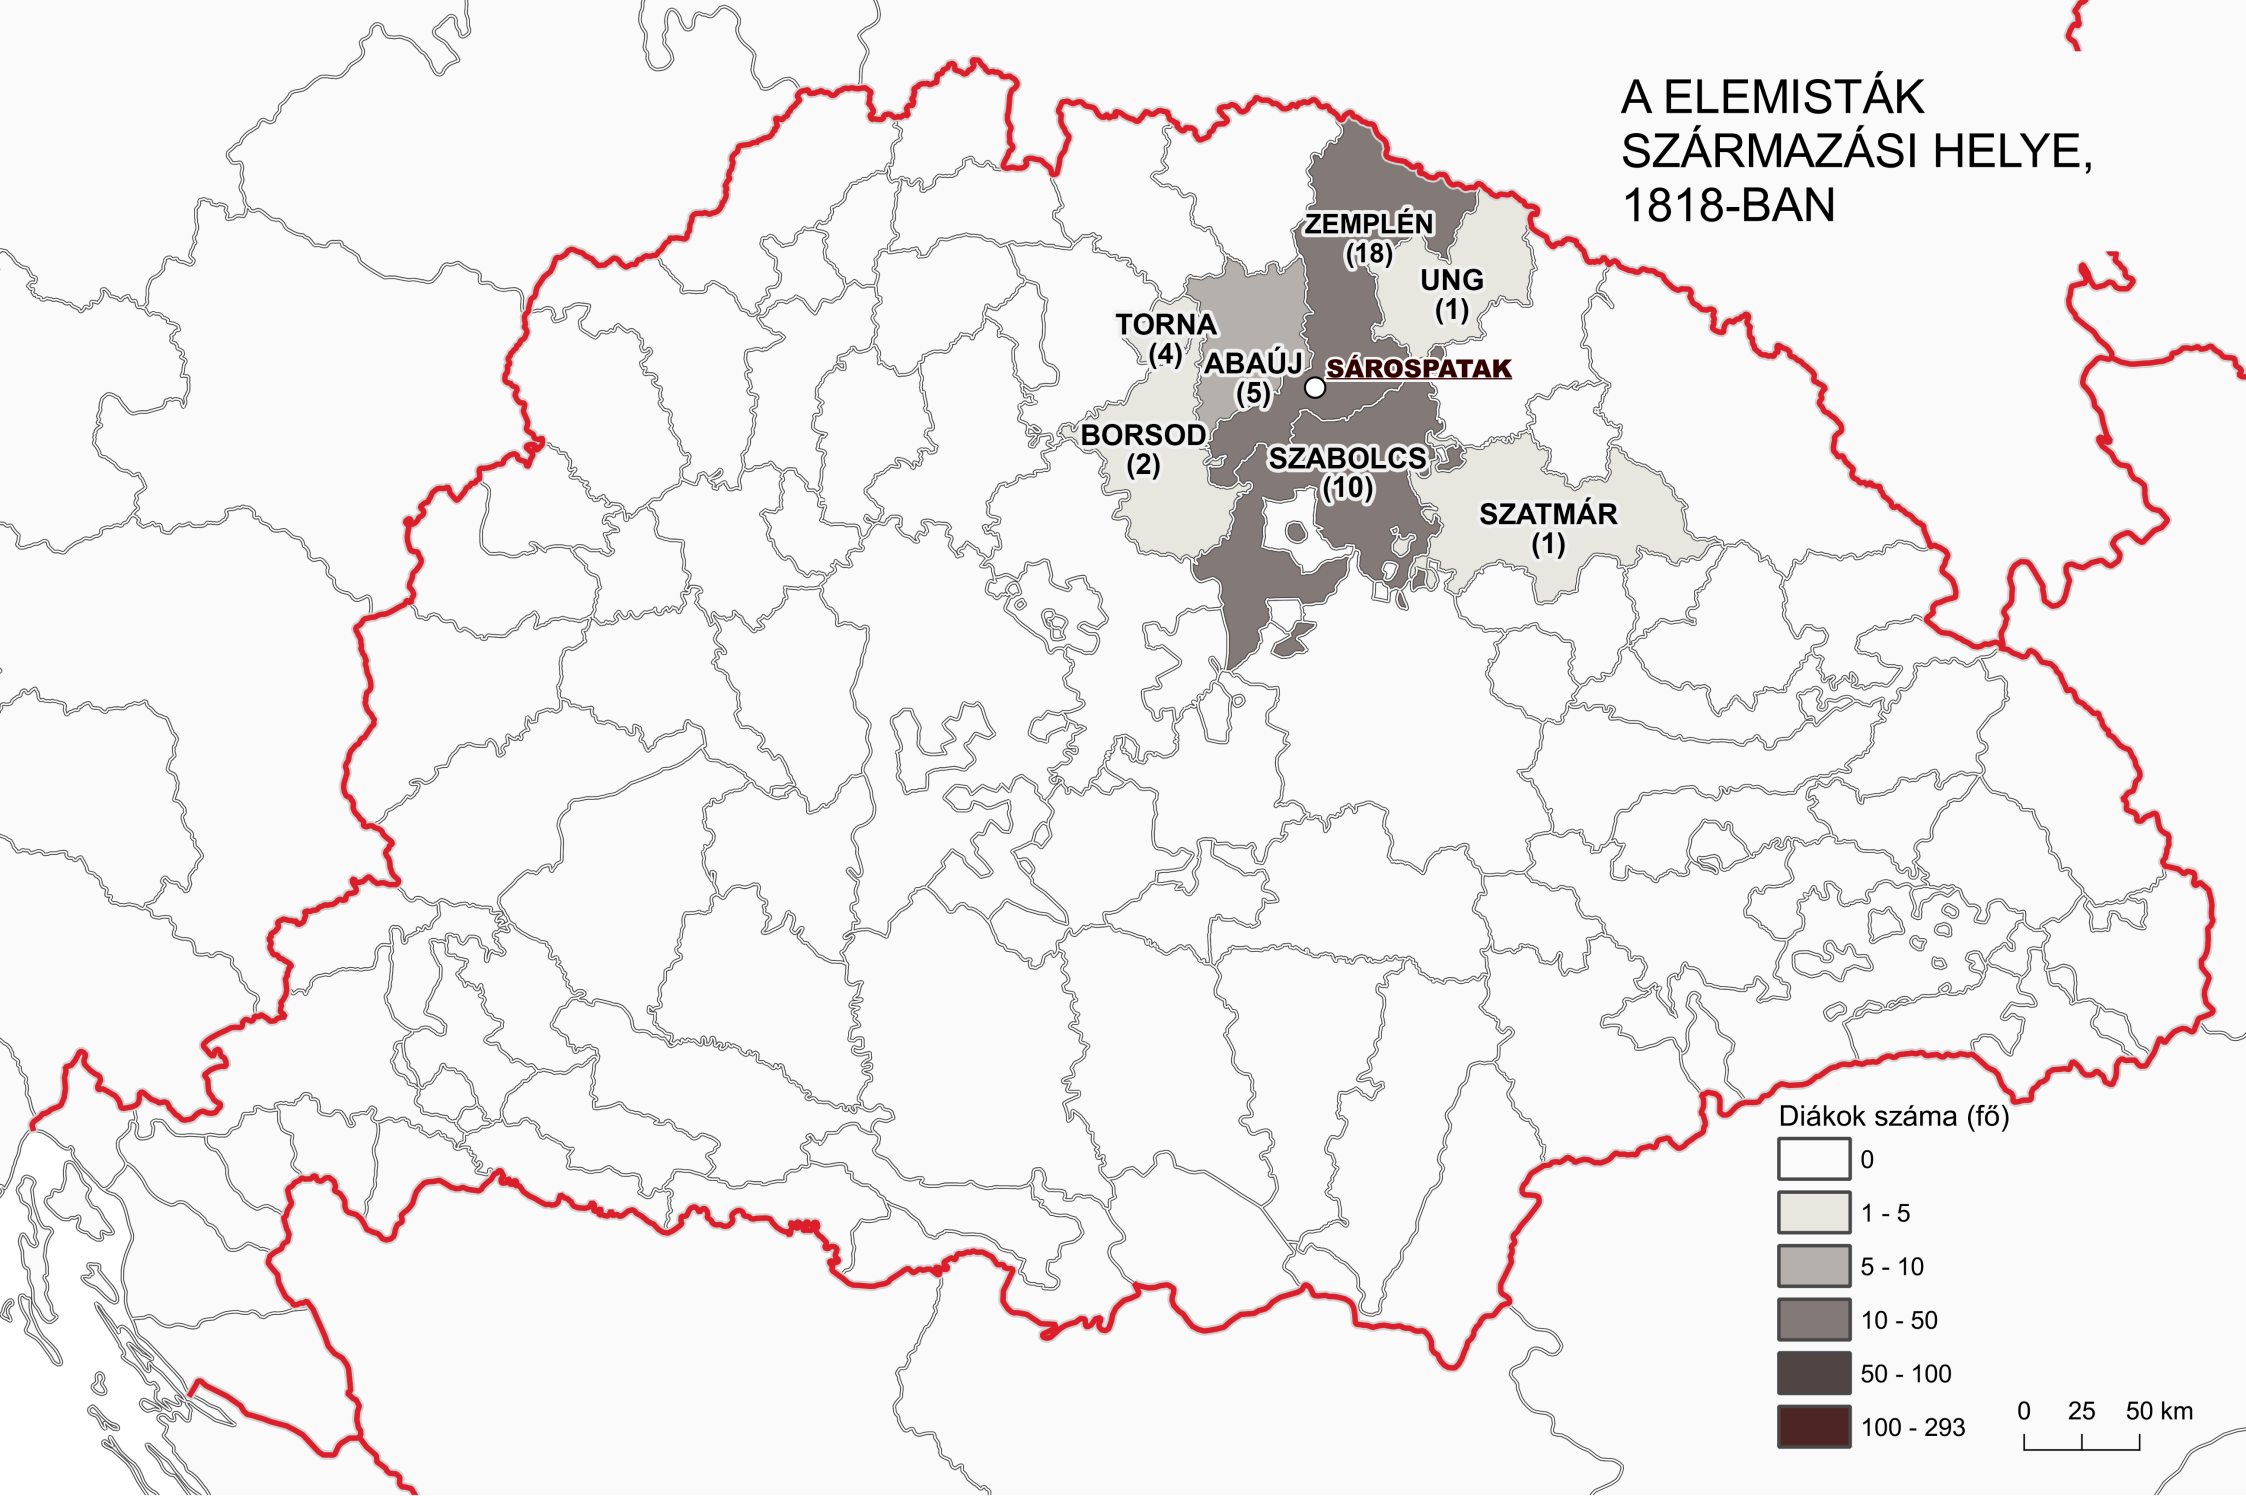 A ELEMISTÁK
SZÁRMAZÁSI HELYE,
1818-BAN
ZEMPLÉN
(18)
UNG
(1)
TORNA
(4)
ABAÚJ
(5)
SÁROSPATAK
BORSOD
(2)
SZABOLCS
(10)
SZATMÁR
(1)
Diákok száma (fő)
0
1 - 5
5 - 10
10 - 50
50 - 100
100 - 293
0 25 50 km